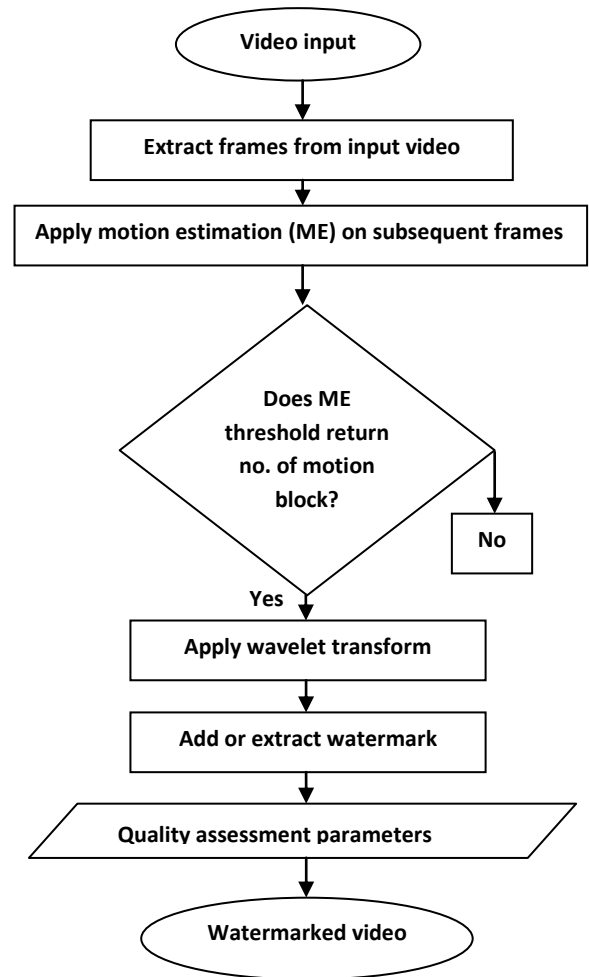 Video input
Extract frames from input video
Apply motion estimation (ME) on subsequent frames
Does ME
threshold return
no. of motion
block?
No
Yes
Apply wavelet transform
Add or extract watermark
Quality assessment parameters
Watermarked video